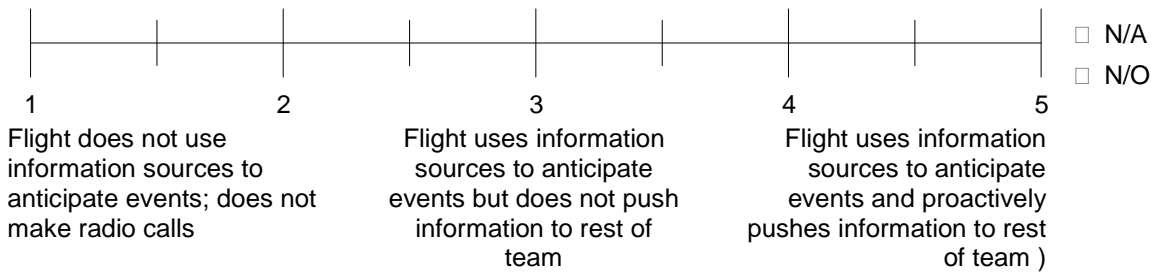 N/A
N/O
1 2 3 4 5
Flight does not use
information sources to
anticipate events; does not
make radio calls
Flight uses information
sources to anticipate
events but does not push
information to rest of
team
Flight uses information
sources to anticipate
events and proactively
pushes information to rest
of team )